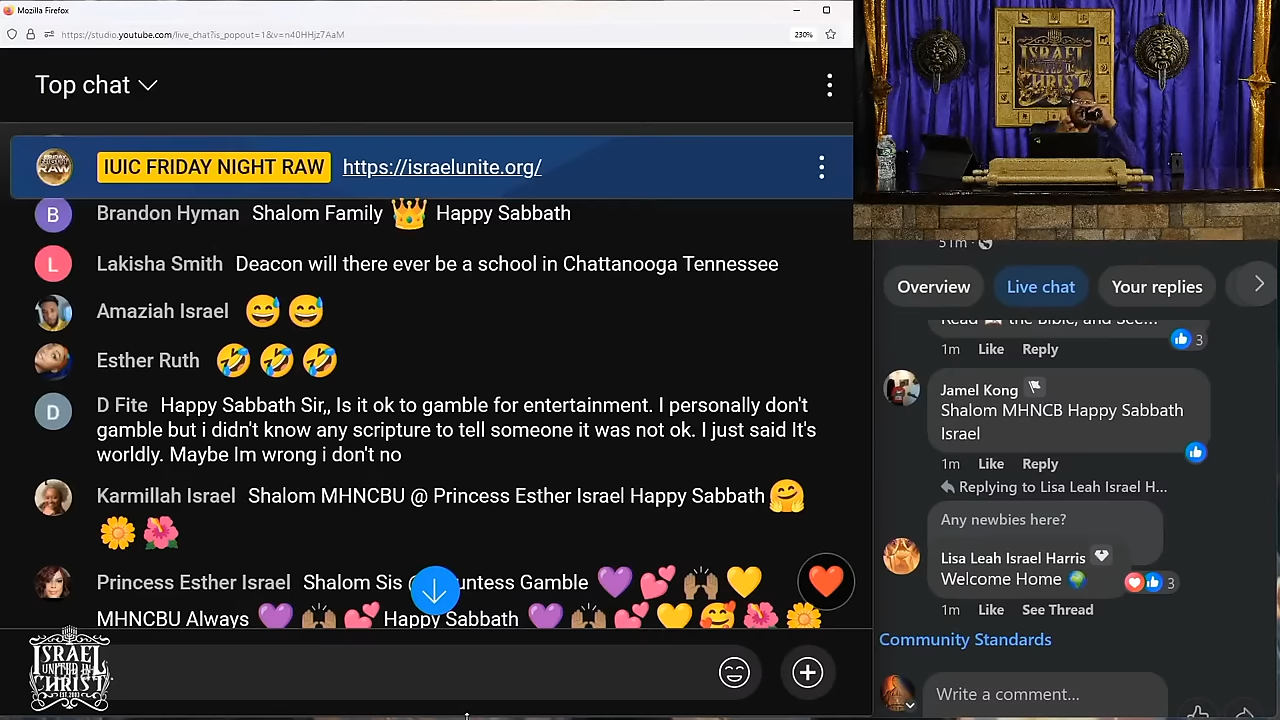 Mozilla Firefox
https://studio.youtube.com/live_chat?is_popout=1&v=n40HHjz7AaM
230%
Top chat
IUIC FRIDAY NIGHT RAW https://israelunite.org/
B Brandon Hyman Shalom Family 👑 Happy Sabbath
L Lakisha Smith Deacon will there ever be a school in Chattanooga Tennessee
Amaziah Israel 😅 😅
Esther Ruth 🤣 🤣 🤣
D D Fite Happy Sabbath Sir,, Is it ok to gamble for entertainment. I personally don't
gamble but i didn't know any scripture to tell someone it was not ok. I just said It's
worldly. Maybe Im wrong i don't no
Karmillah Israel Shalom MHNCBU @ Princess Esther Israel Happy Sabbath 🤗
🌼 🌺
Princess Esther Israel Shalom Sis Gamble 💜 💕 🙌🏽 💛
MHNCBU Always 💜 🙌🏽 💕 Happy Sabbath 💜 🙌🏽 💕 💛 🥰 🌺 🌼
ISRAEL
UNITED IN
CHRIST
EST. 2003
ISRAEL
UNITED IN
CHRIST
51m
Overview
Live chat
Your replies
Read the Bible, and See...
3
1m Like Reply
Jamel Kong
Shalom MHNCB Happy Sabbath
Israel
1m Like Reply
Replying to Lisa Leah Israel H...
Any newbies here?
Lisa Leah Israel Harris
Welcome Home 🌍
3
1m Like See Thread
Community Standards
Write a comment...